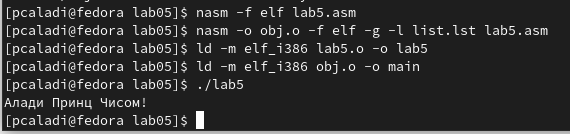 [pcaladi@fedora lab05]$ nasm -f elf lab5.asm
[pcaladi@fedora lab05]$ nasm -o obj.o -f elf -g -l list.lst lab5.asm
[pcaladi@fedora lab05]$ ld -m elf_i386 lab5.o -o lab5
[pcaladi@fedora lab05]$ ld -m elf_i386 obj.o -o main
[pcaladi@fedora lab05]$ ./lab5
Алади Принц Чисом!
[pcaladi@fedora lab05]$